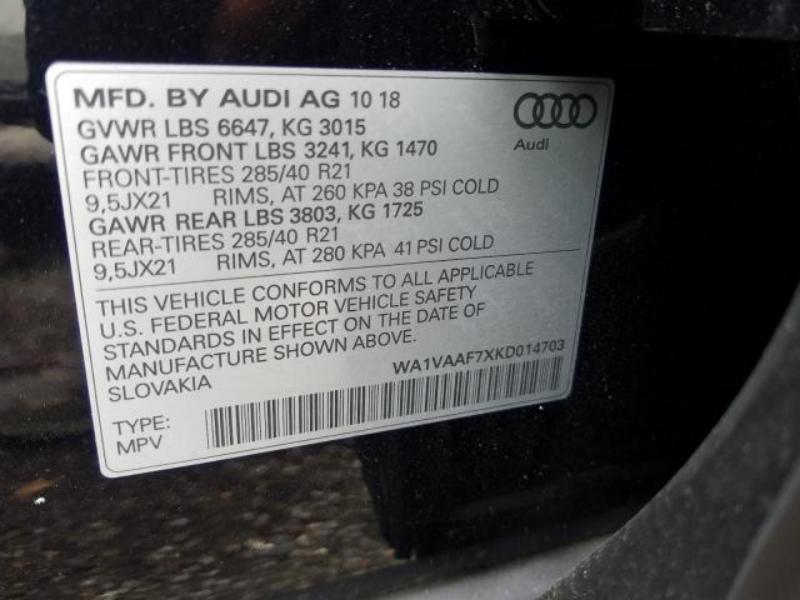 MFD. BY AUDI AG 10 18
GVWR LBS 6647, KG 3015
GAWR FRONT LBS 3241, KG 1470
FRONT-TIRES 285/40 R21
9,5JX21 RIMS, AT 260 KPA 38 PSI COLD
GAWR REAR LBS 3803, KG 1725
REAR-TIRES 285/40 R21
9,5JX21 RIMS, AT 280 KPA 41 PSI COLD
Audi
THIS VEHICLE CONFORMS TO ALL APPLICABLE
U.S. FEDERAL MOTOR VEHICLE SAFETY
STANDARDS IN EFFECT ON THE DATE OF
MANUFACTURE SHOWN ABOVE.
SLOVAKIA
WA1VAAF7XKD014703
TYPE:
MPV